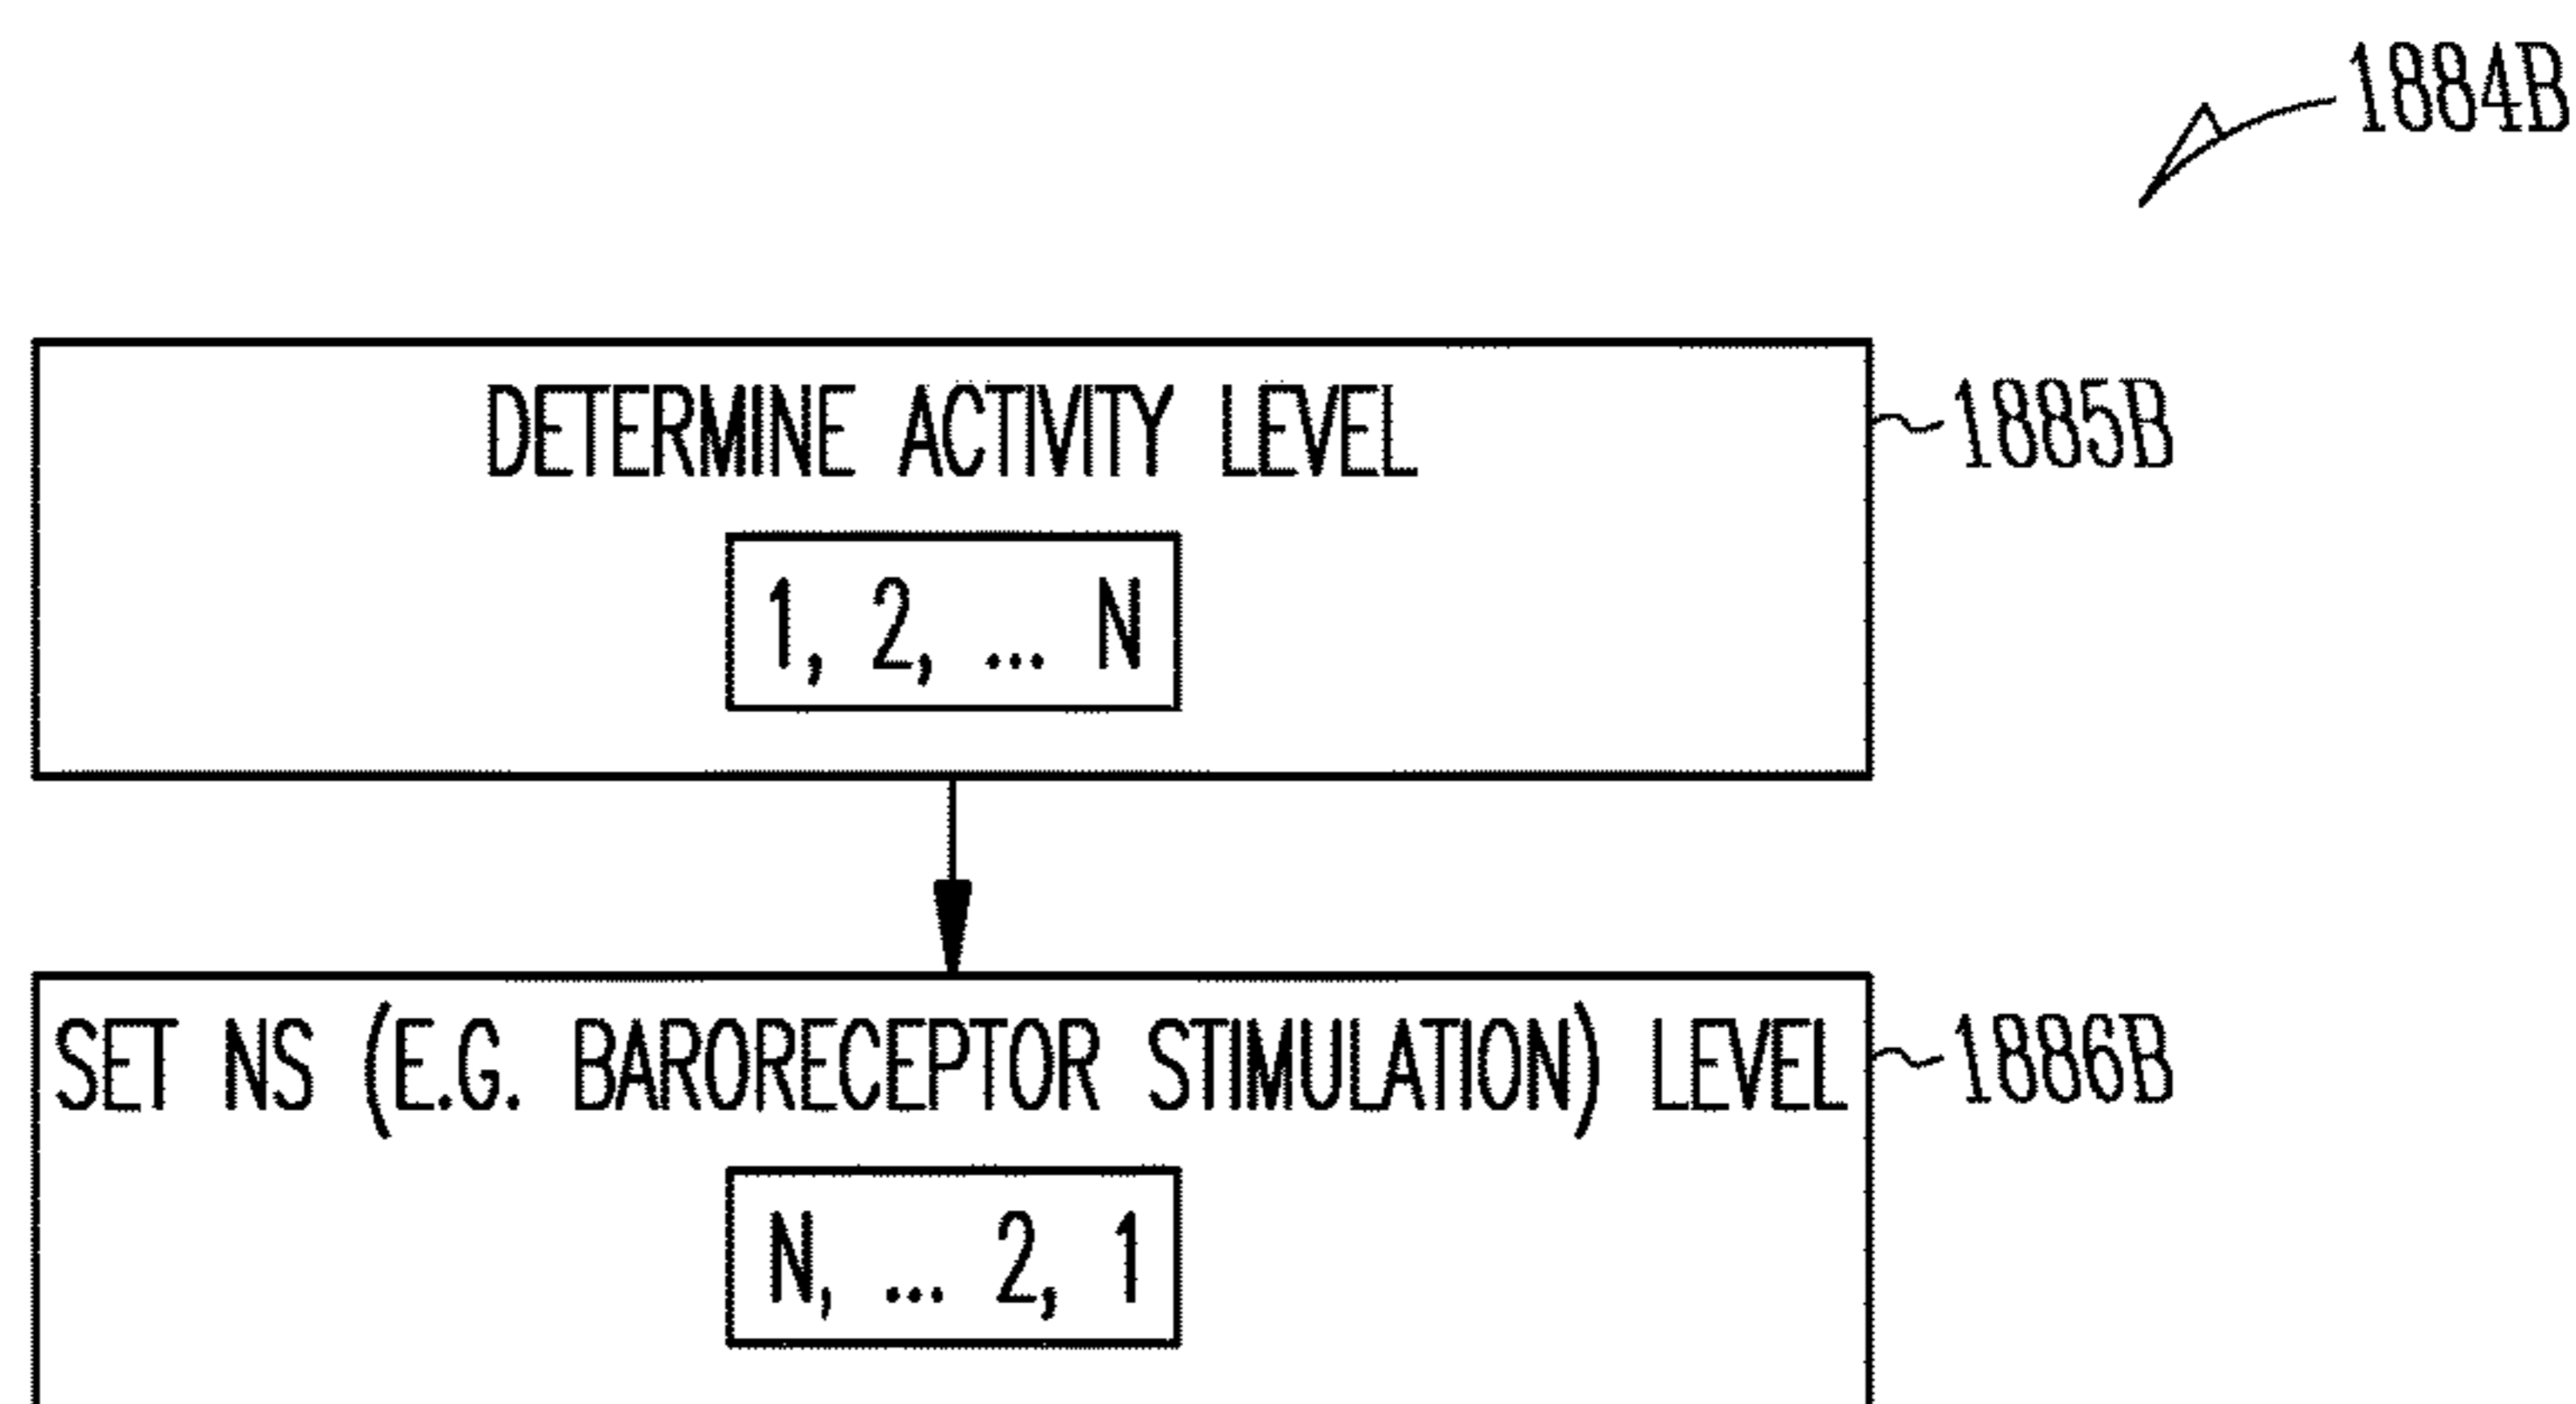 1884B
DETERMINE ACTIVITY LEVEL
1885B
1, 2, ... N
SET NS (E.G. BARORECEPTOR STIMULATION) LEVEL
1886B
N, ... 2, 1